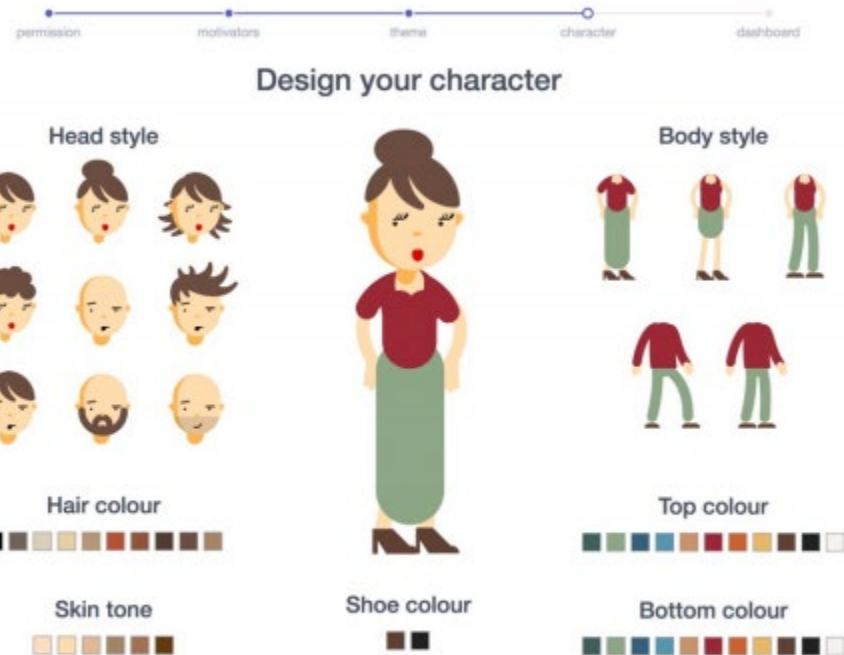 permission
motivators
theme
character
dashboard
Design your character
Head style
Body style
Hair colour
Top colour
Skin tone
Shoe colour
Bottom colour